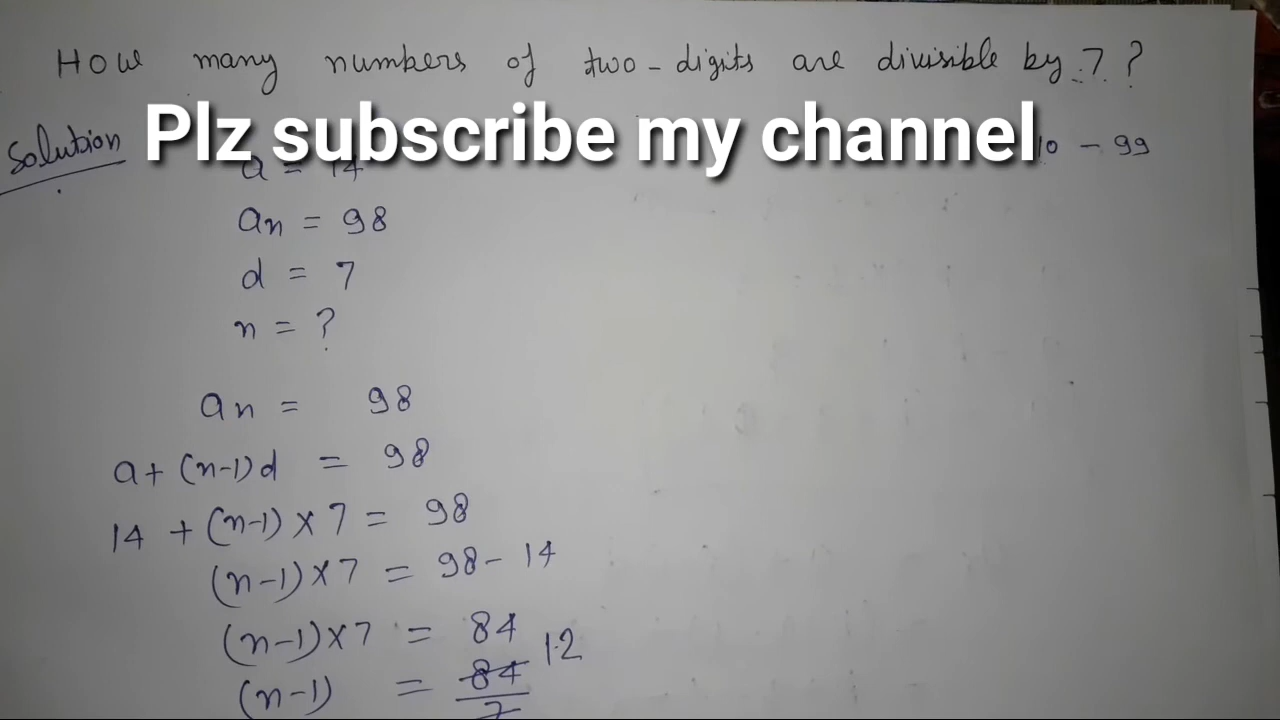 How many numbers of two-digits are divisible by 7?
Plz subscribe my channel
10 - 99
Solution
a = 14
an = 98
d = 7
n = ?
an = 98
a + (n-1)d = 98
14 + (n-1) × 7 = 98
(n-1) × 7 = 98 - 14
(n-1) × 7 = 84
(n-1) = 84/7 12